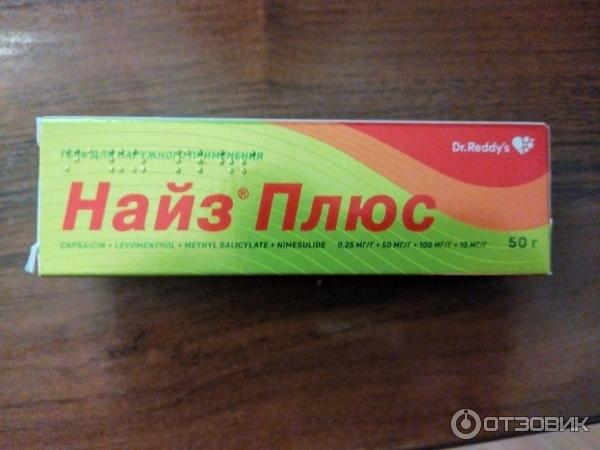 Dr.Reddy's
ГЕЛЬ ДЛЯ НАРУЖНОГО ПРИМЕНЕНИЯ
Найз® Плюс
CAPSAICIN + LEVOMENTHOL + METHYL SALICYLATE + NIMESULIDE 0.25 МГ/Г + 50 МГ/Г + 100 МГ/Г + 10 МГ/Г
50 г
ОТЗОВИК